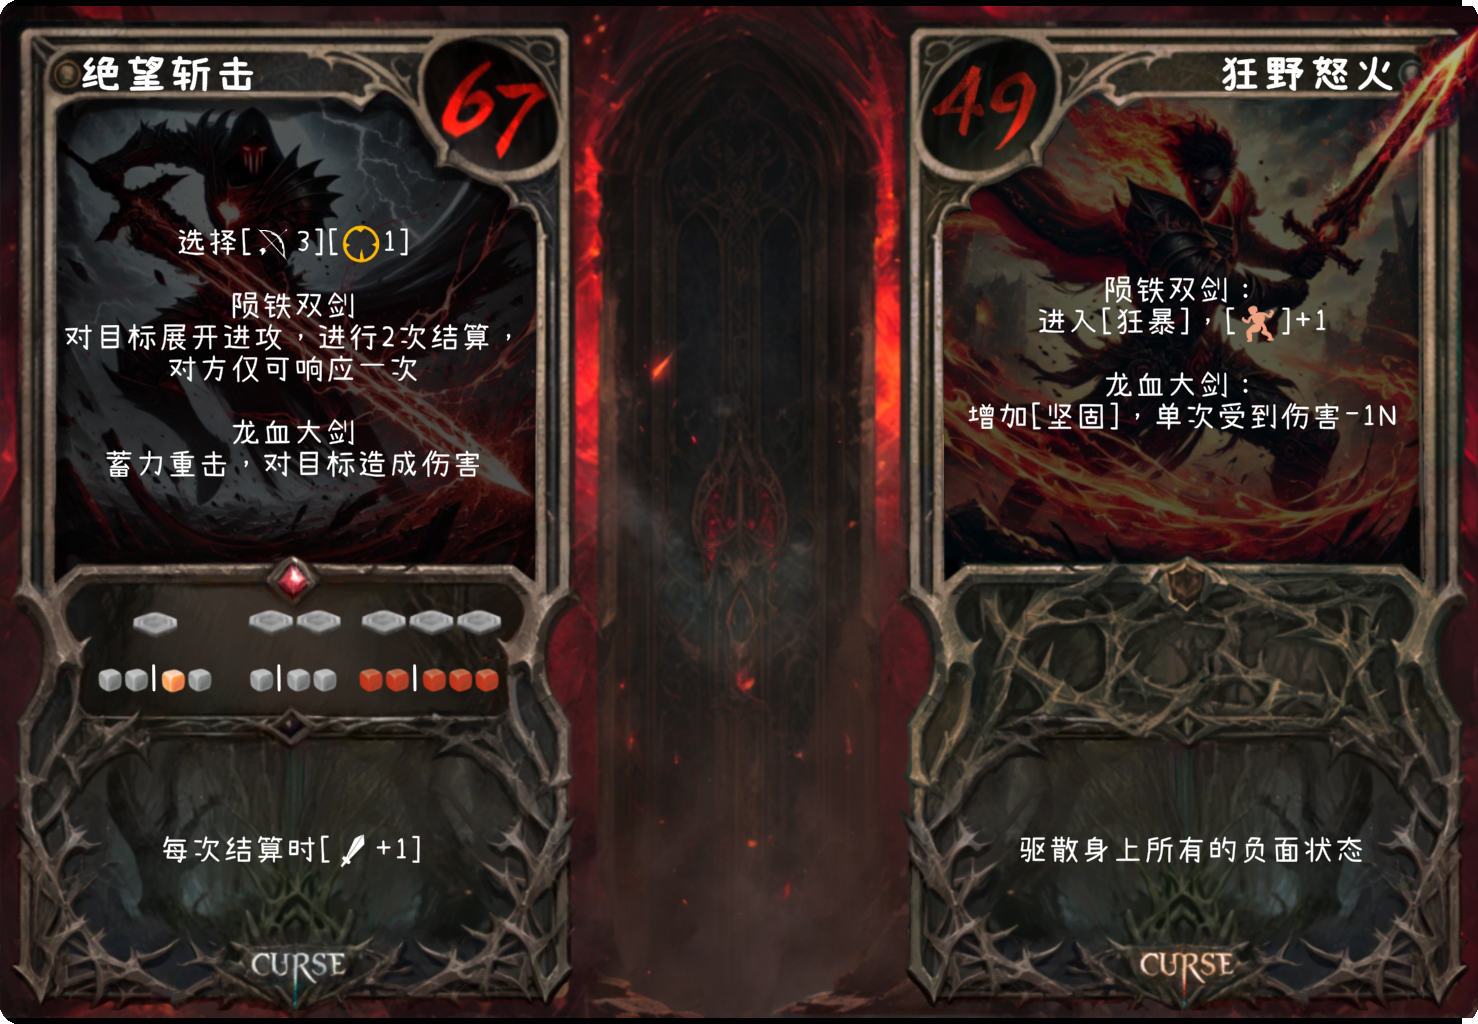 绝望斩击
67
选择[3][1]
陨铁双剑
对目标展开进攻，进行2次结算，
对方仅可响应一次
龙血大剑
蓄力重击，对目标造成伤害
每次结算时[+1]
CURSE
49
狂野怒火
陨铁双剑：
进入[狂暴]，[]+1
龙血大剑：
增加[坚固]，单次受到伤害-1N
驱散身上所有的负面状态
CURSE